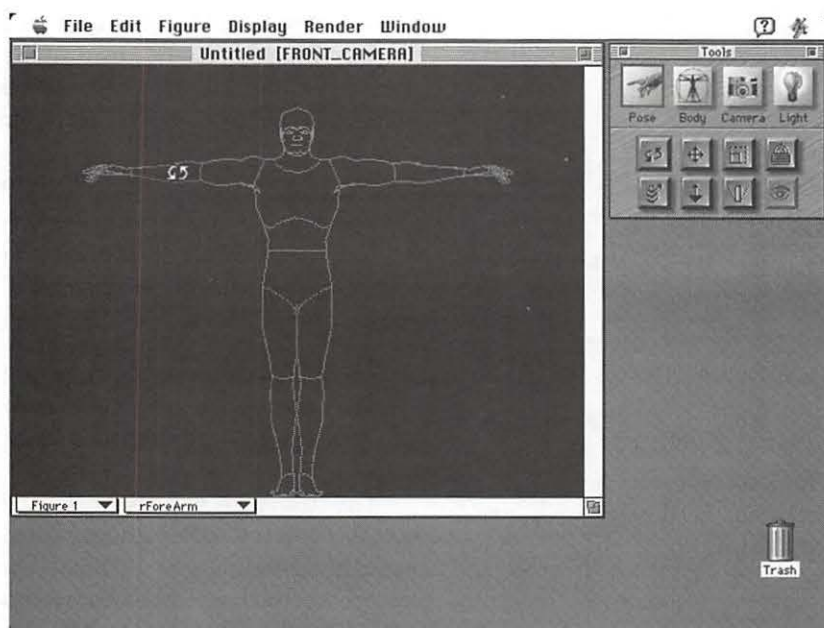 File Edit Figure Display Render Window
Untitled [FRONT_CAMERA]
Tools
Pose Body Camera Light
Figure 1 rForeArm
Trash